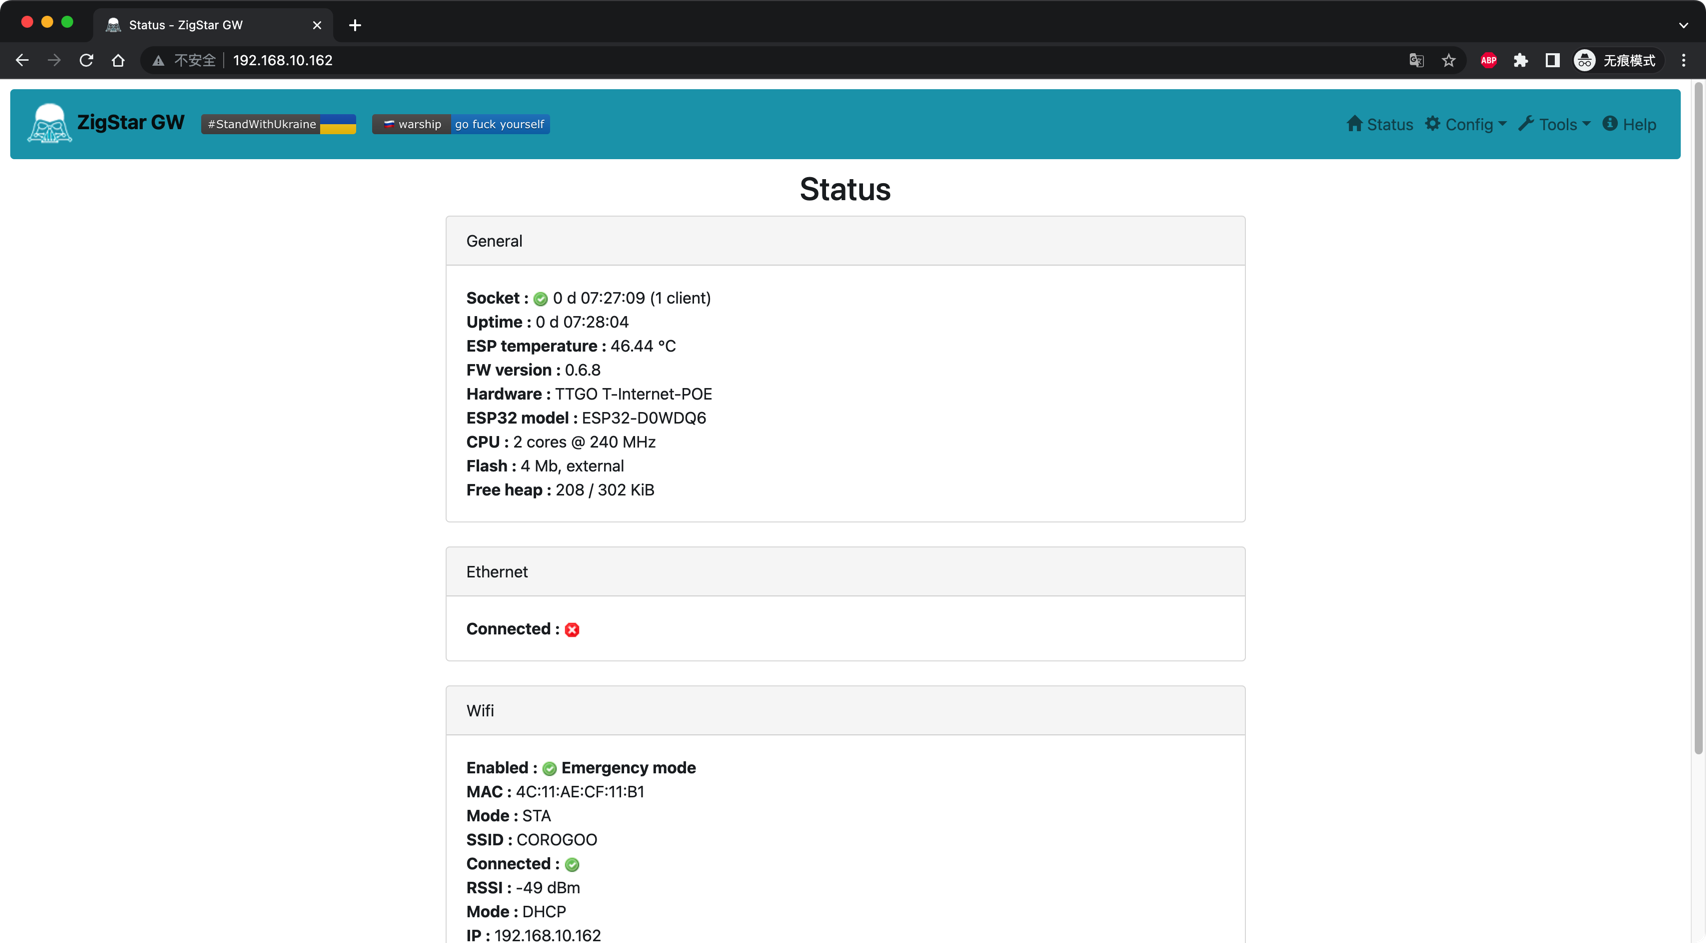 Status - ZigStar GW
不安全 192.168.10.162
ABP
无痕模式
ZigStar GW
#StandWithUkraine
warship go fuck yourself
Status Config Tools Help
Status
General
Socket : 0 d 07:27:09 (1 client)
Uptime : 0 d 07:28:04
ESP temperature : 46.44 °C
FW version : 0.6.8
Hardware : TTGO T-Internet-POE
ESP32 model : ESP32-D0WDQ6
CPU : 2 cores @ 240 MHz
Flash : 4 Mb, external
Free heap : 208 / 302 KiB
Ethernet
Connected :
Wifi
Enabled : Emergency mode
MAC : 4C:11:AE:CF:11:B1
Mode : STA
SSID : COROGOO
Connected :
RSSI : -49 dBm
Mode : DHCP
IP : 192.168.10.162